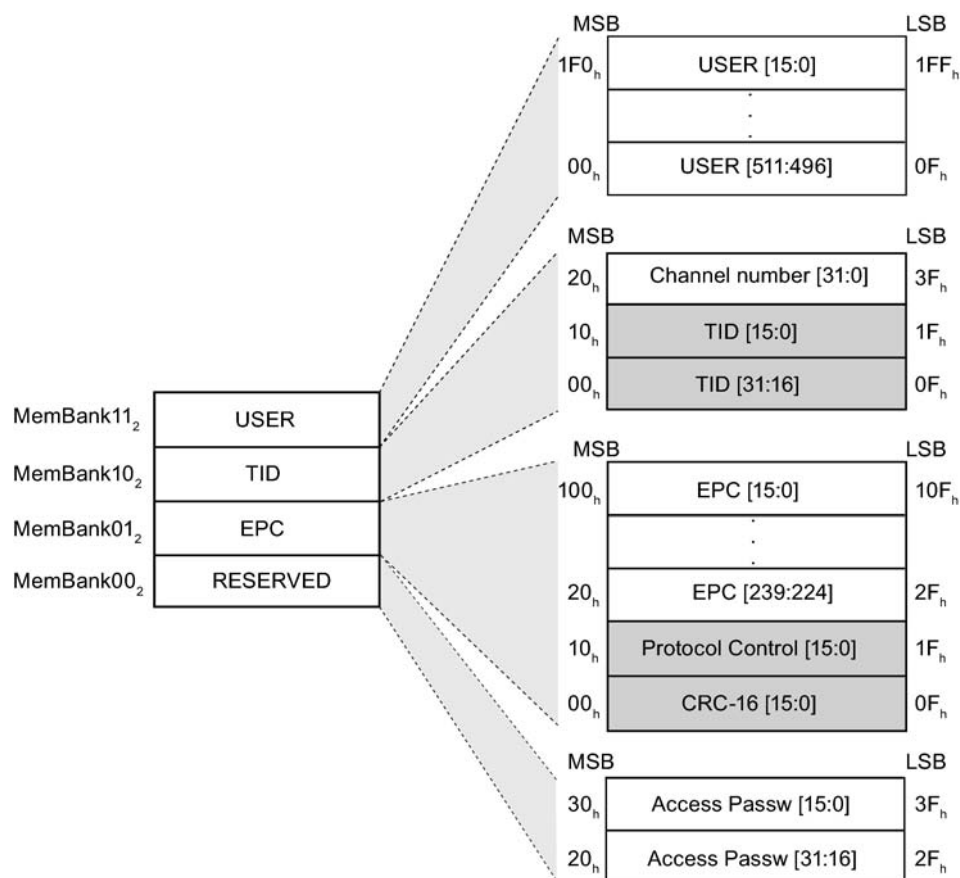 MSB LSB
1F0h USER [15:0] 1FFh
.
.
.
00h USER [511:496] 0Fh
MSB LSB
20h Channel number [31:0] 3Fh
10h TID [15:0] 1Fh
00h TID [31:16] 0Fh
MemBank112 USER
MemBank102 TID
MemBank012 EPC
MemBank002 RESERVED
MSB LSB
100h EPC [15:0] 10Fh
.
.
.
20h EPC [239:224] 2Fh
10h Protocol Control [15:0] 1Fh
00h CRC-16 [15:0] 0Fh
MSB LSB
30h Access Passw [15:0] 3Fh
20h Access Passw [31:16] 2Fh